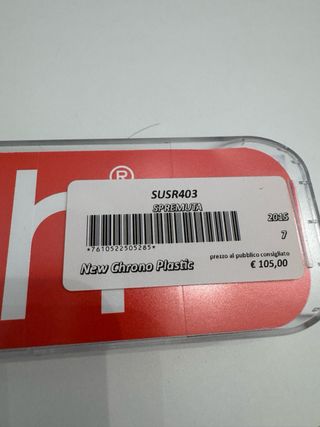 h®
SUSR403
SPREMUTA
2015
*7610522505285*
7
prezzo al pubblico consigliato
New Chrono Plastic
€ 105,00